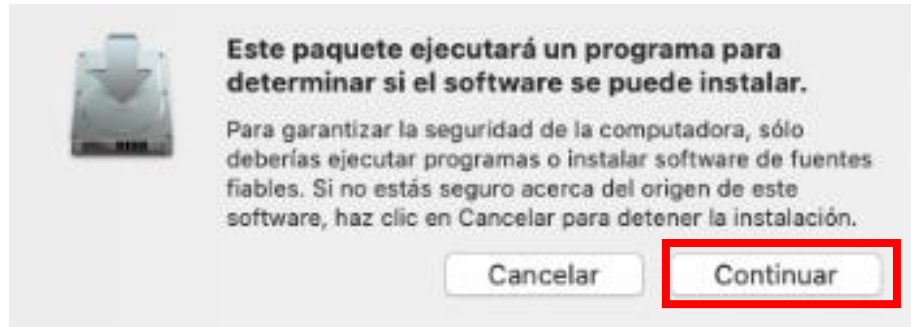 Este paquete ejecutará un programa para
determinar si el software se puede instalar.
Para garantizar la seguridad de la computadora, sólo
deberías ejecutar programas o instalar software de fuentes
fiables. Si no estás seguro acerca del origen de este
software, haz clic en Cancelar para detener la instalación.
Cancelar
Continuar